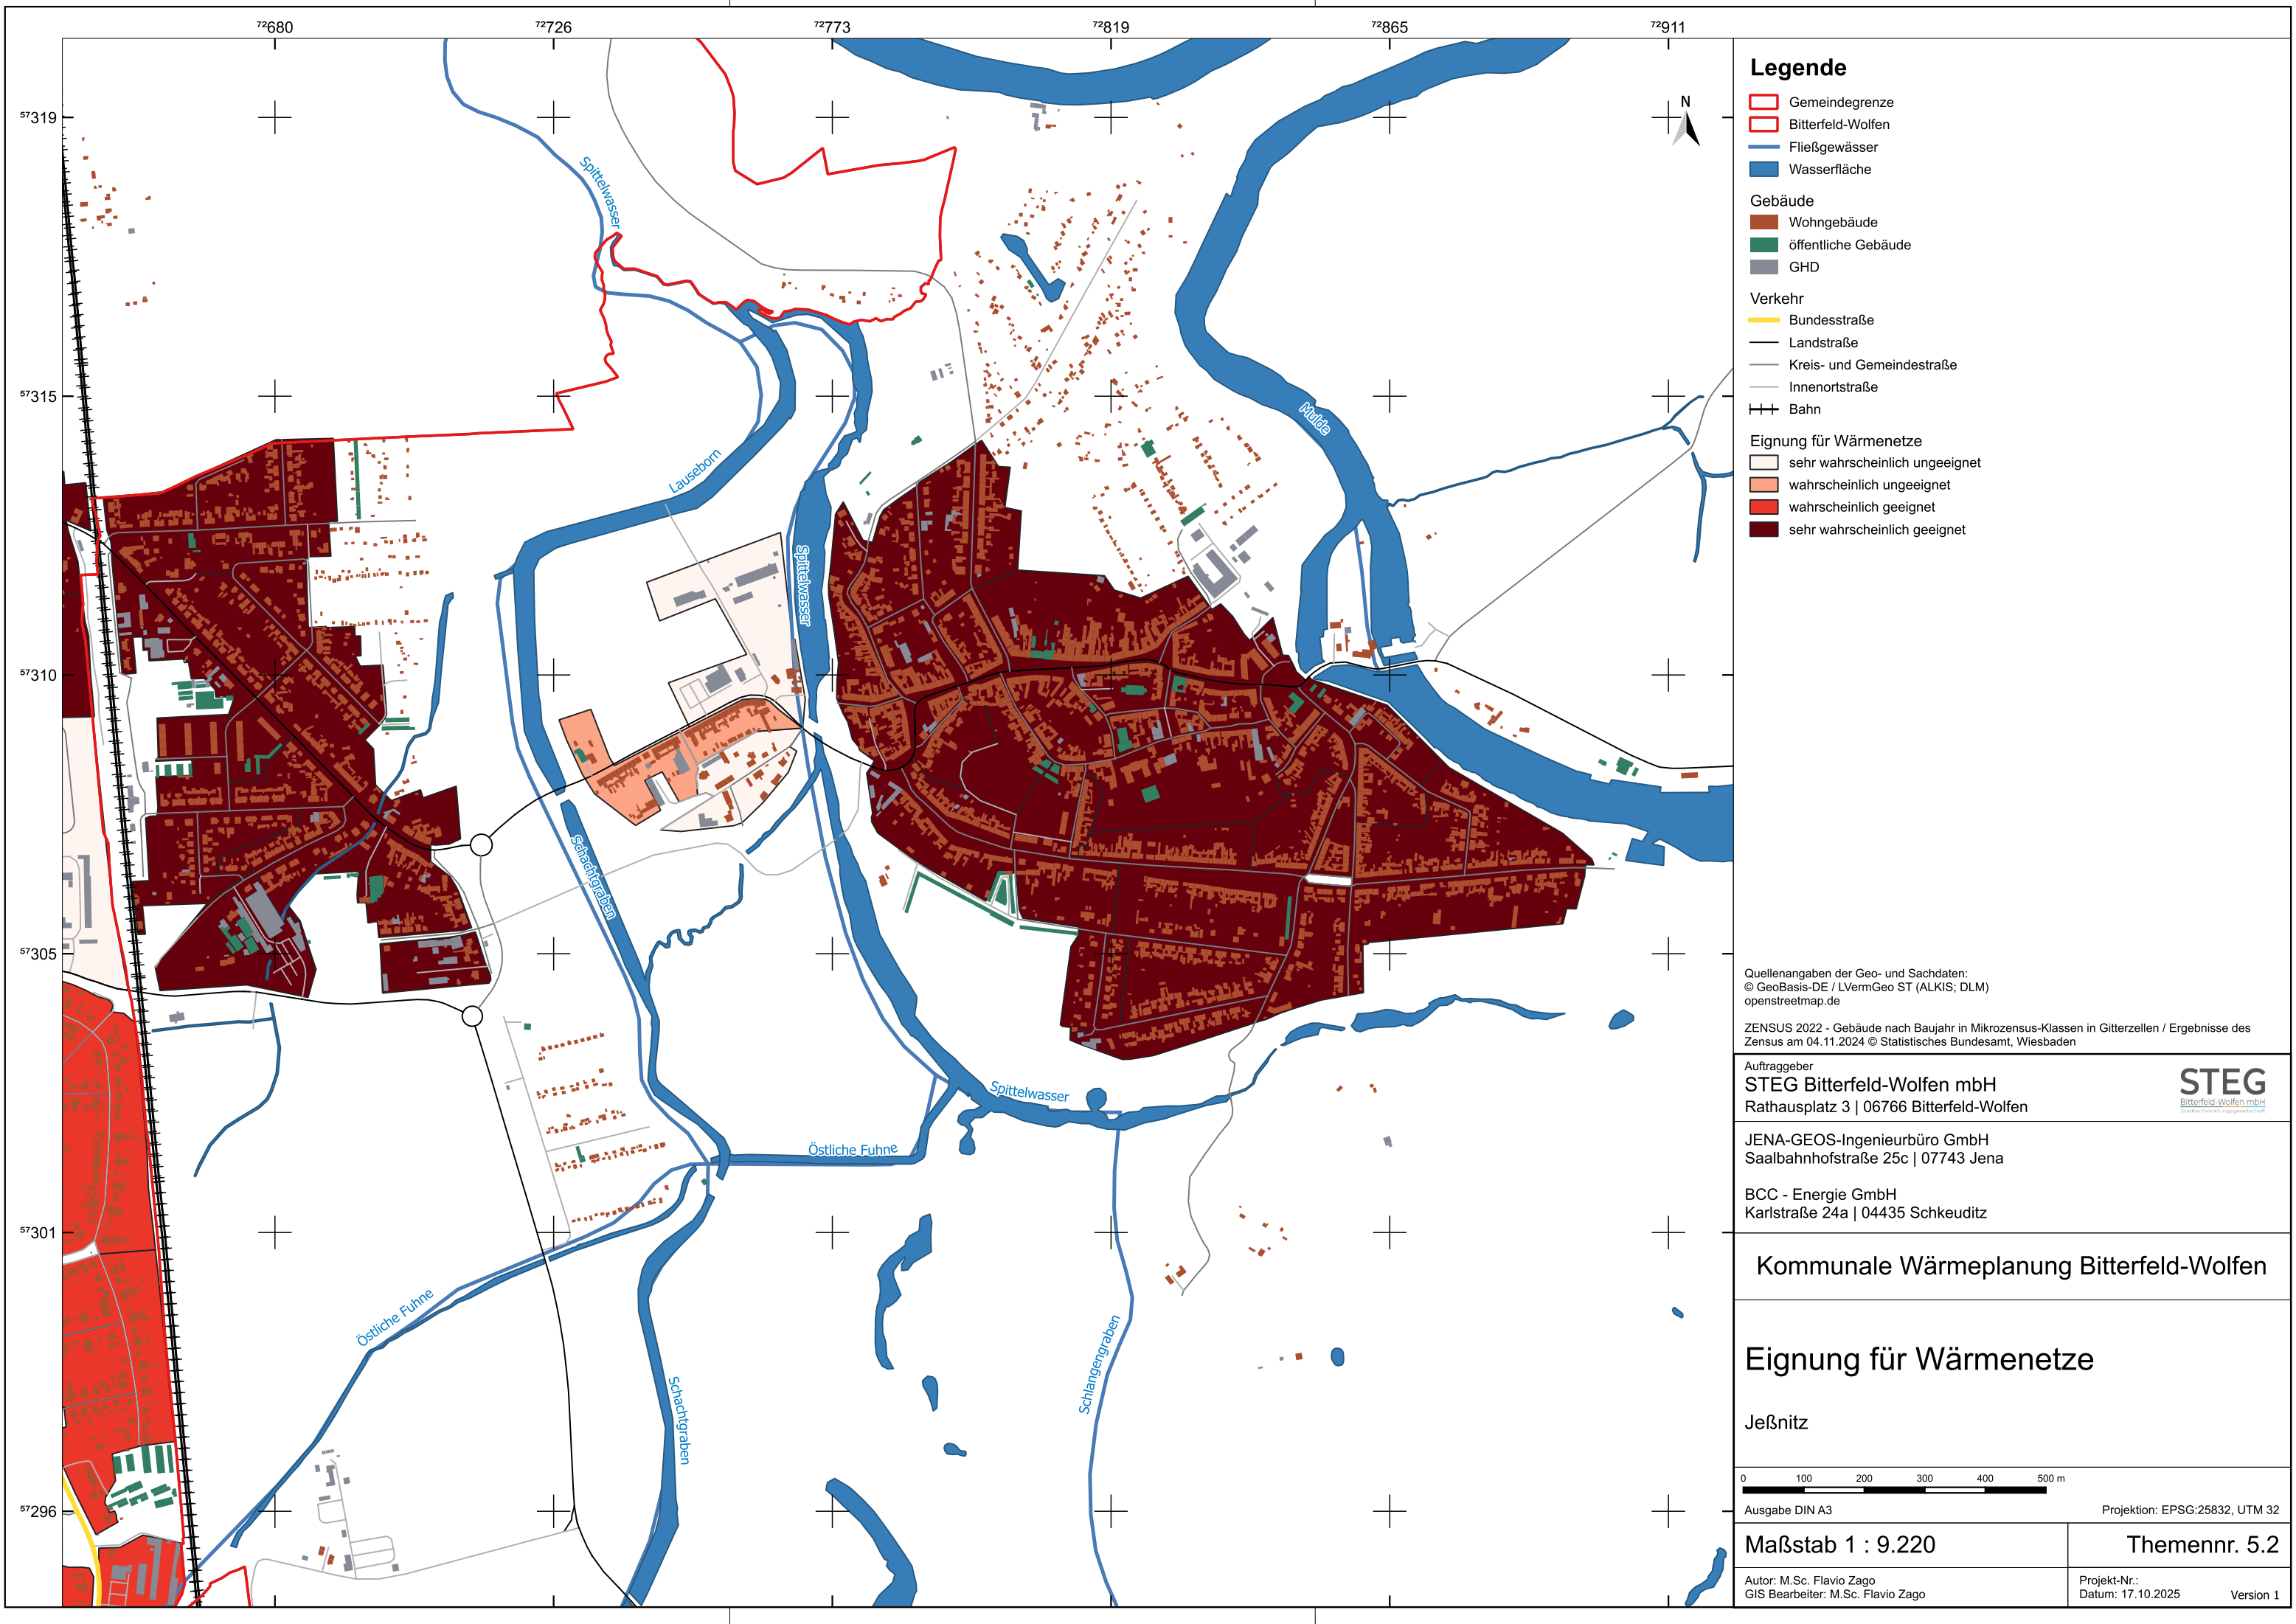 72680
72726
72773
72819
72865
72911
57319
57315
57310
57305
57301
57296
N
Spittelwasser
Lauseborn
Spittelwasser
Mulde
Schachtgraben
Spittelwasser
Östliche Fuhne
Östliche Fuhne
Schachtgraben
Schlangengraben
Legende
Gemeindegrenze
Bitterfeld-Wolfen
Fließgewässer
Wasserfläche
Gebäude
Wohngebäude
öffentliche Gebäude
GHD
Verkehr
Bundesstraße
Landstraße
Kreis- und Gemeindestraße
Innenortstraße
Bahn
Eignung für Wärmenetze
sehr wahrscheinlich ungeeignet
wahrscheinlich ungeeignet
wahrscheinlich geeignet
sehr wahrscheinlich geeignet
Quellenangaben der Geo- und Sachdaten:
© GeoBasis-DE / LVermGeo ST (ALKIS; DLM)
openstreetmap.de
ZENSUS 2022 - Gebäude nach Baujahr in Mikrozensus-Klassen in Gitterzellen / Ergebnisse des
Zensus am 04.11.2024 © Statistisches Bundesamt, Wiesbaden
Auftraggeber
STEG Bitterfeld-Wolfen mbH
Rathausplatz 3 | 06766 Bitterfeld-Wolfen
STEG
Bitterfeld-Wolfen mbH
Stadtentwicklungsgesellschaft
JENA-GEOS-Ingenieurbüro GmbH
Saalbahnhofstraße 25c | 07743 Jena
BCC - Energie GmbH
Karlstraße 24a | 04435 Schkeuditz
Kommunale Wärmeplanung Bitterfeld-Wolfen
Eignung für Wärmenetze
Jeßnitz
0 100 200 300 400 500 m
Ausgabe DIN A3
Projektion: EPSG:25832, UTM 32
Maßstab 1 : 9.220
Themennr. 5.2
Autor: M.Sc. Flavio Zago
GIS Bearbeiter: M.Sc. Flavio Zago
Projekt-Nr.:
Datum: 17.10.2025
Version 1